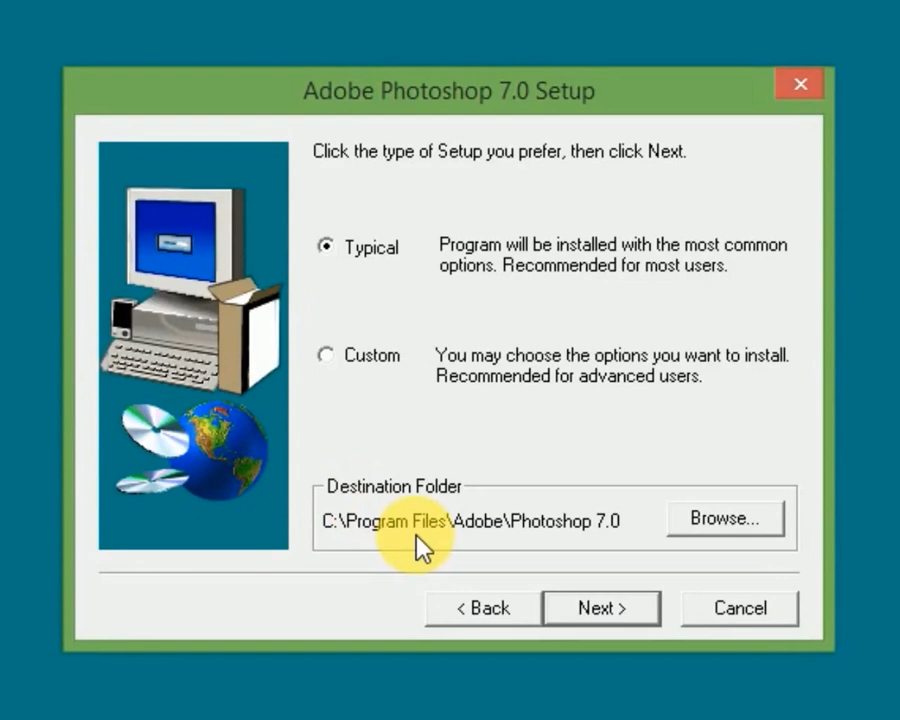 Adobe Photoshop 7.0 Setup
Click the type of Setup you prefer, then click Next.
Typical
Program will be installed with the most common
options. Recommended for most users.
Custom
You may choose the options you want to install.
Recommended for advanced users.
Destination Folder
C:\Program Files\Adobe\Photoshop 7.0
Browse...
< Back
Next >
Cancel